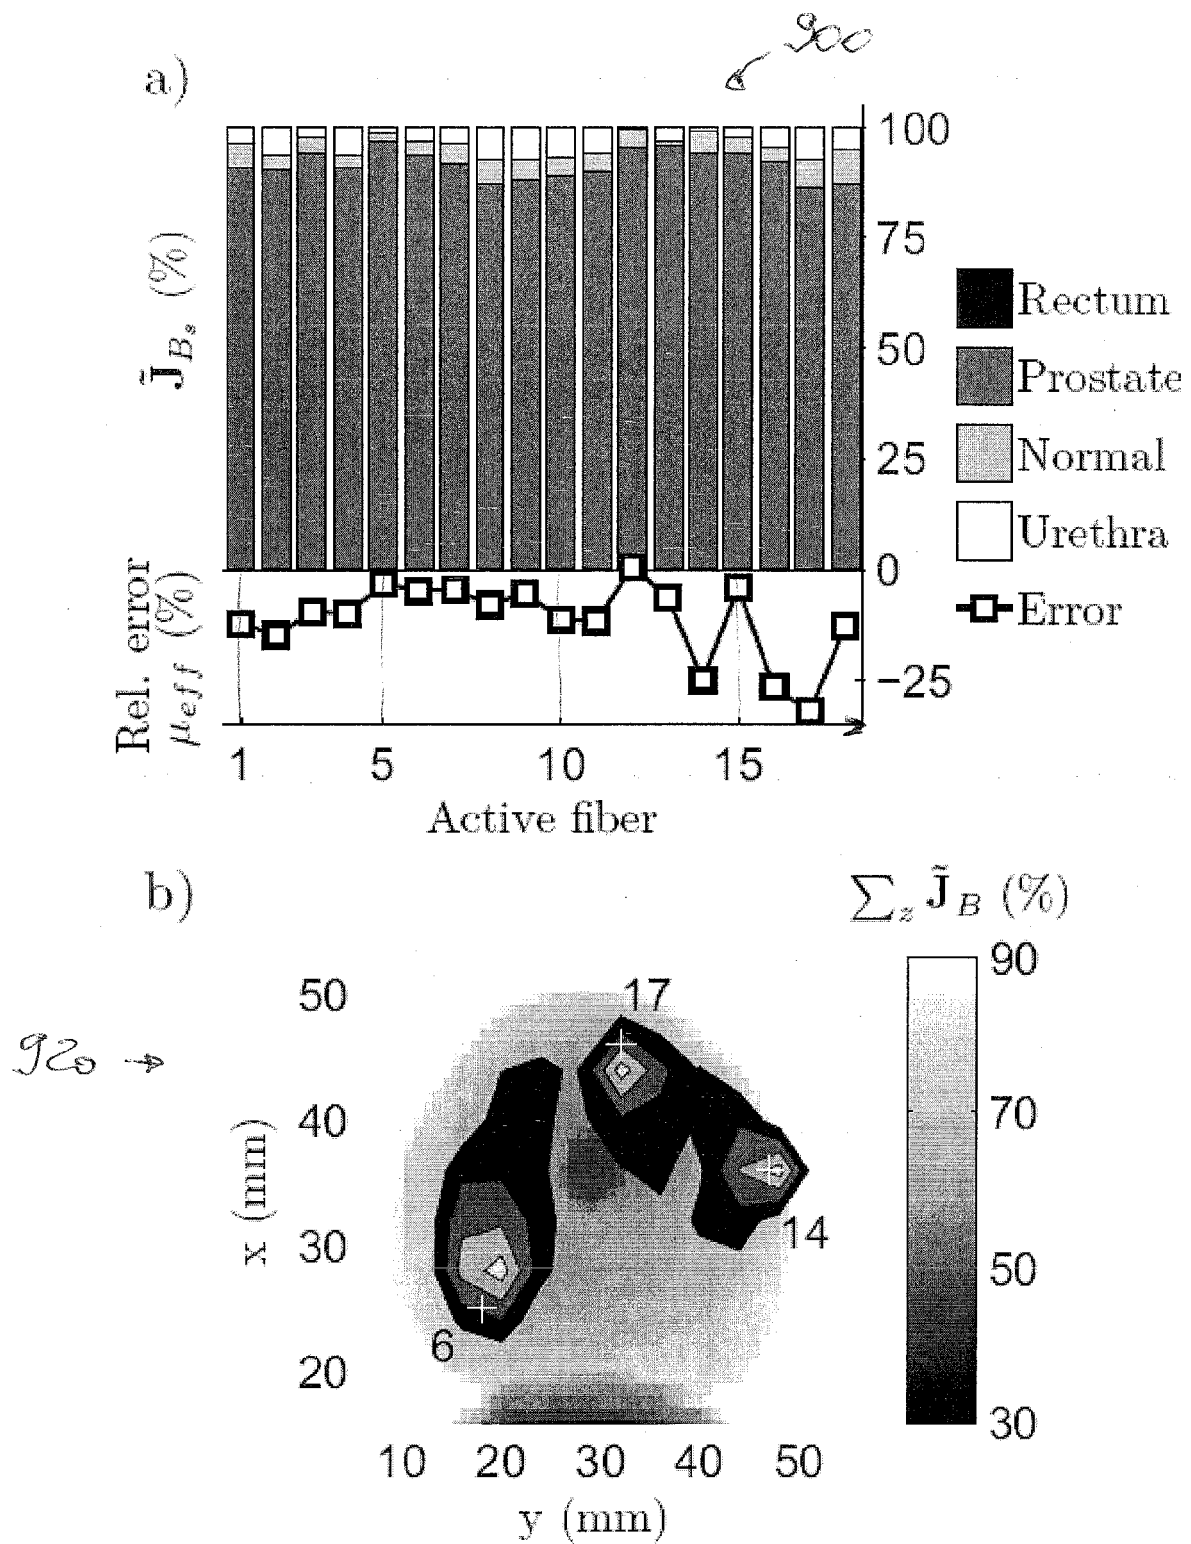 900
a)
100
75
50
25
0
−25
J̃_{B_s} (%)
Rel. error
μ_{eff} (%)
Rectum
Prostate
Normal
Urethra
Error
1 5 10 15
Active fiber
b)
∑_z J̃_B (%)
920
50
40
30
20
x (mm)
17
14
6
10 20 30 40 50
y (mm)
90
70
50
30